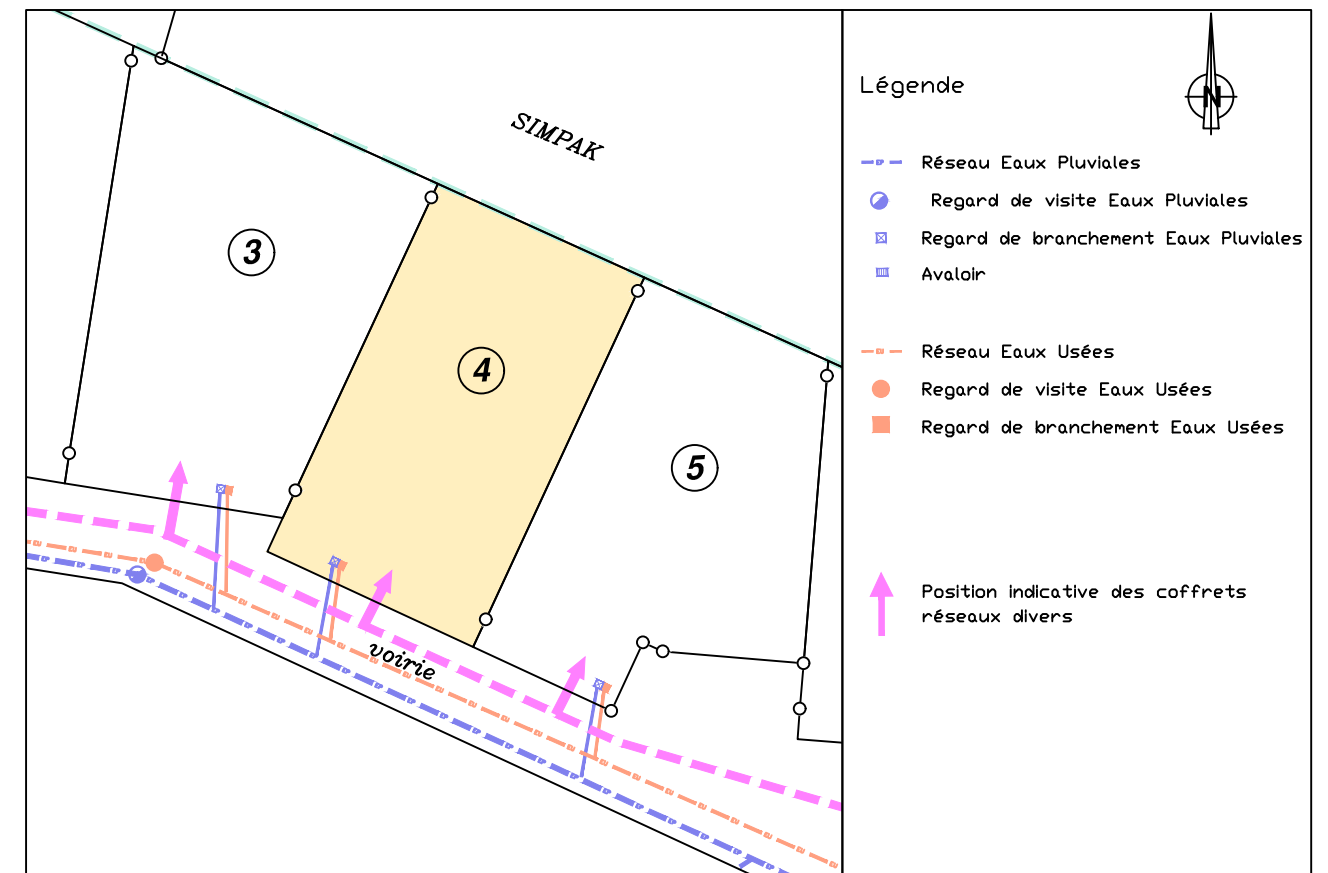 SIMPAK
3
4
5
voirie
N
Légende
Réseau Eaux Pluviales
Regard de visite Eaux Pluviales
Regard de branchement Eaux Pluviales
Avaloir
Réseau Eaux Usées
Regard de visite Eaux Usées
Regard de branchement Eaux Usées
Position indicative des coffrets
réseaux divers